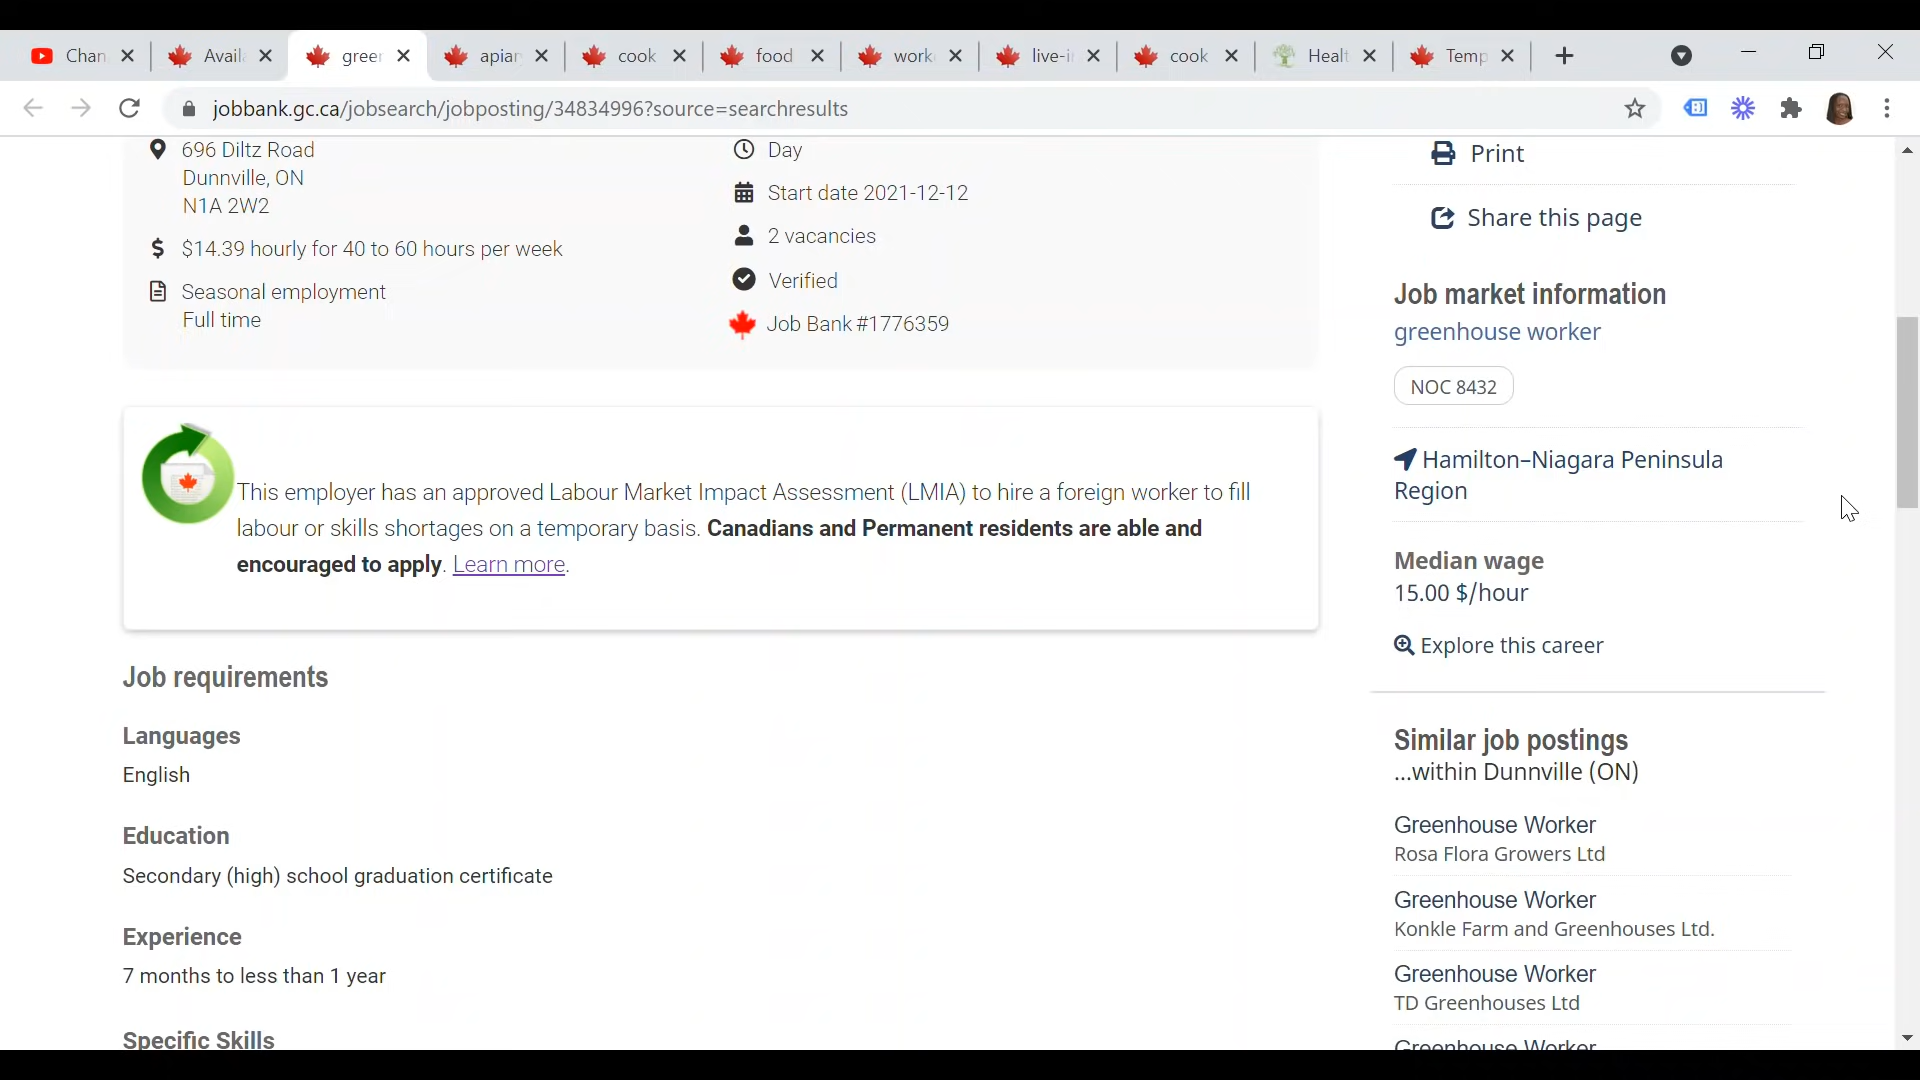 Chan
Avail
green
apiar
cook
food
work
live-i
cook
Healt
Temp
jobbank.gc.ca/jobsearch/jobposting/34834996?source=searchresults
696 Diltz Road
Dunnville, ON
N1A 2W2
$14.39 hourly for 40 to 60 hours per week
Seasonal employment
Full time
Day
Start date 2021-12-12
2 vacancies
Verified
Job Bank #1776359
This employer has an approved Labour Market Impact Assessment (LMIA) to hire a foreign worker to fill
labour or skills shortages on a temporary basis. Canadians and Permanent residents are able and
encouraged to apply. Learn more.
Job requirements
Languages
English
Education
Secondary (high) school graduation certificate
Experience
7 months to less than 1 year
Specific Skills
Print
Share this page
Job market information
greenhouse worker
NOC 8432
Hamilton–Niagara Peninsula
Region
Median wage
15.00 $/hour
Explore this career
Similar job postings
...within Dunnville (ON)
Greenhouse Worker
Rosa Flora Growers Ltd
Greenhouse Worker
Konkle Farm and Greenhouses Ltd.
Greenhouse Worker
TD Greenhouses Ltd
Greenhouse Worker